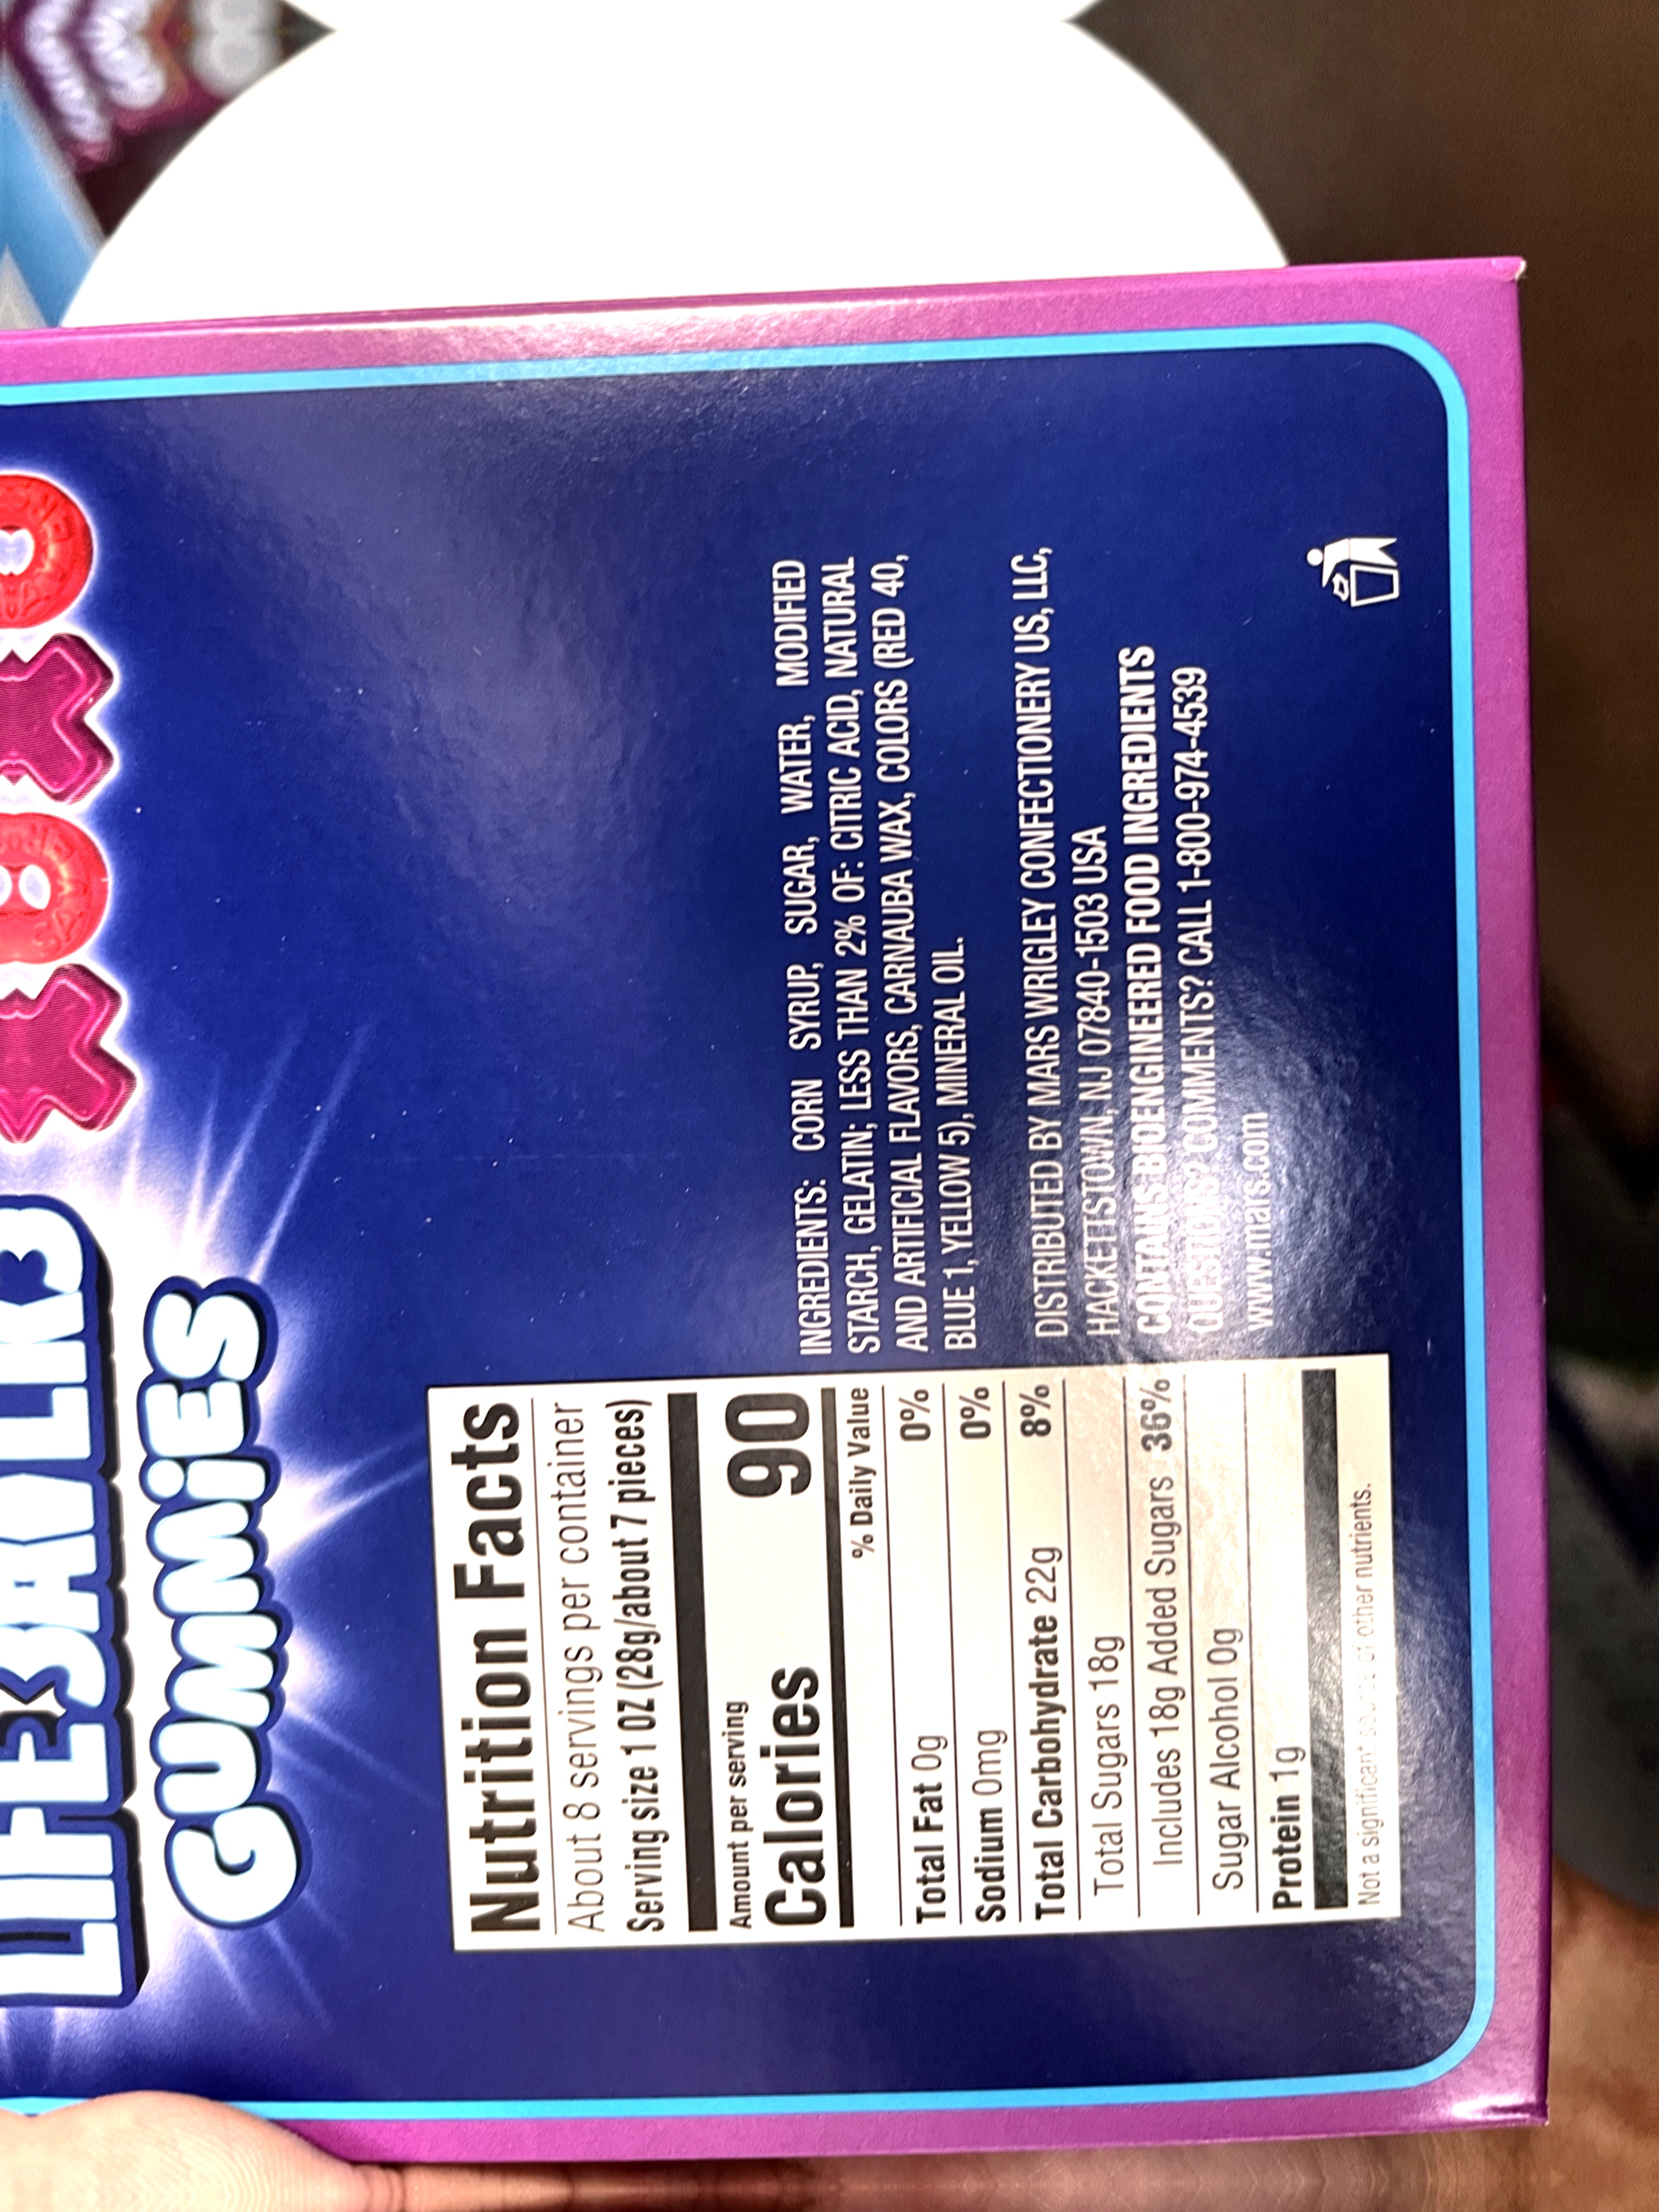 GUMMIES
Nutrition Facts
About 8 servings per container
Serving size 1 OZ (28g/about 7 pieces)
Amount per serving
Calories 90
% Daily Value
Total Fat 0g 0%
Sodium 0mg 0%
Total Carbohydrate 22g 8%
Total Sugars 18g
Includes 18g Added Sugars 36%
Sugar Alcohol 0g
Protein 1g
Not a significant source of other nutrients.
INGREDIENTS: CORN SYRUP, SUGAR, WATER, MODIFIED
STARCH, GELATIN; LESS THAN 2% OF: CITRIC ACID, NATURAL
AND ARTIFICIAL FLAVORS, CARNAUBA WAX, COLORS (RED 40,
BLUE 1, YELLOW 5), MINERAL OIL.
DISTRIBUTED BY MARS WRIGLEY CONFECTIONERY US, LLC,
HACKETTSTOWN, NJ 07840-1503 USA
CONTAINS BIOENGINEERED FOOD INGREDIENTS
QUESTIONS? COMMENTS? CALL 1-800-974-4539
www.mars.com